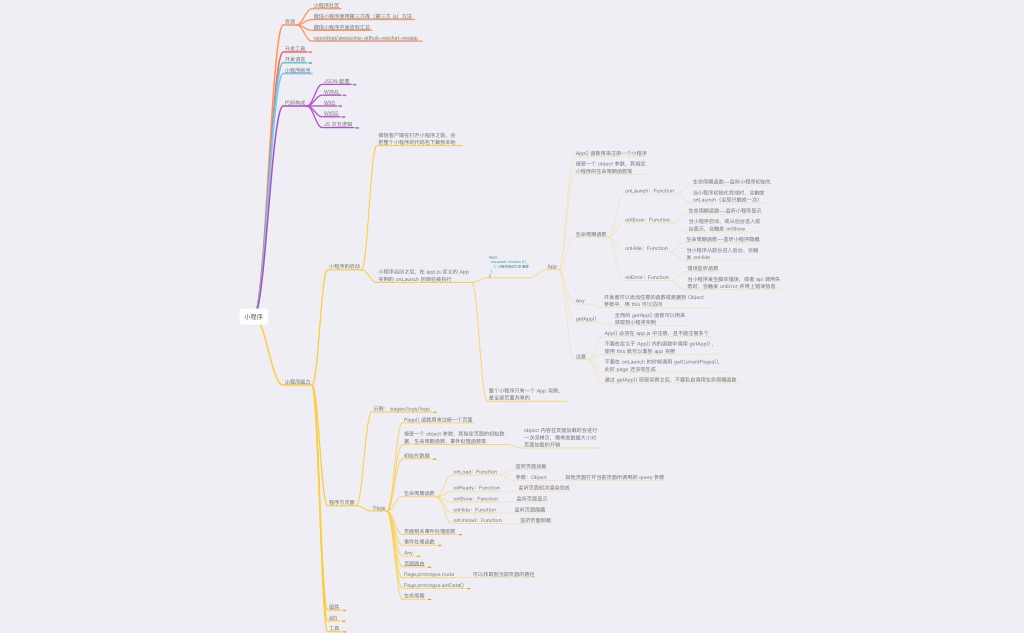 小程序
资源
小程序社区
微信小程序使用第三方库（第三方 js）方法
微信小程序开发资料汇总
opendigg/awesome-github-wechat-weapp
开发工具
开发语言
小程序账号
代码构成
JSON 配置
WXML
WXS
WXSS
JS 交互逻辑
小程序能力
小程序的启动
微信客户端在打开小程序之前，会
把整个小程序的代码包下载到本地
小程序启动之后，在 app.js 定义的 App
实例的 onLaunch 回调会被执行
App({
onLaunch: function () {
// 小程序启动之后 触发
}
})
App
App() 函数用来注册一个小程序
接受一个 object 参数，其指定
小程序的生命周期函数等
生命周期函数
onLaunch：Function
生命周期函数--监听小程序初始化
当小程序初始化完成时，会触发
onLaunch（全局只触发一次）
onShow：Function
生命周期函数--监听小程序显示
当小程序启动，或从后台进入前
台显示，会触发 onShow
onHide：Function
生命周期函数--监听小程序隐藏
当小程序从前台进入后台，会触
发 onHide
onError：Function
错误监听函数
当小程序发生脚本错误，或者 api 调用失
败时，会触发 onError 并带上错误信息
Any
开发者可以添加任意的函数或数据到 Object
参数中，用 this 可以访问
getApp()
全局的 getApp() 函数可以用来
获取到小程序实例
注意
App() 必须在 app.js 中注册，且不能注册多个
不要在定义于 App() 内的函数中调用 getApp() ，
使用 this 就可以拿到 app 实例
不要在 onLaunch 的时候调用 getCurrentPages()，
此时 page 还没有生成
通过 getApp() 获取实例之后，不要私自调用生命周期函数
整个小程序只有一个 App 实例，
是全部页面共享的
程序与页面
示例： pages/logs/logs
Page
Page() 函数用来注册一个页面
接受一个 object 参数，其指定页面的初始数
据、生命周期函数、事件处理函数等
object 内容在页面加载时会进行
一次深拷贝，需考虑数据大小对
页面加载的开销
初始化数据
生命周期函数
onLoad：Function
监听页面加载
参数：Object
其他页面打开当前页面所调用的 query 参数
onReady：Function
监听页面初次渲染完成
onShow：Function
监听页面显示
onHide：Function
监听页面隐藏
onUnload：Function
监听页面卸载
页面相关事件处理函数
事件处理函数
Any
页面路由
Page.prototype.route
可以获取到当前页面的路径
Page.prototype.setData()
生命周期
组件
API
工具